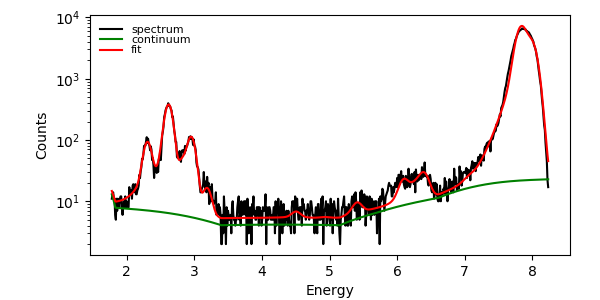 10⁴
10³
10²
10¹
Counts
spectrum
continuum
fit
2 3 4 5 6 7 8
Energy